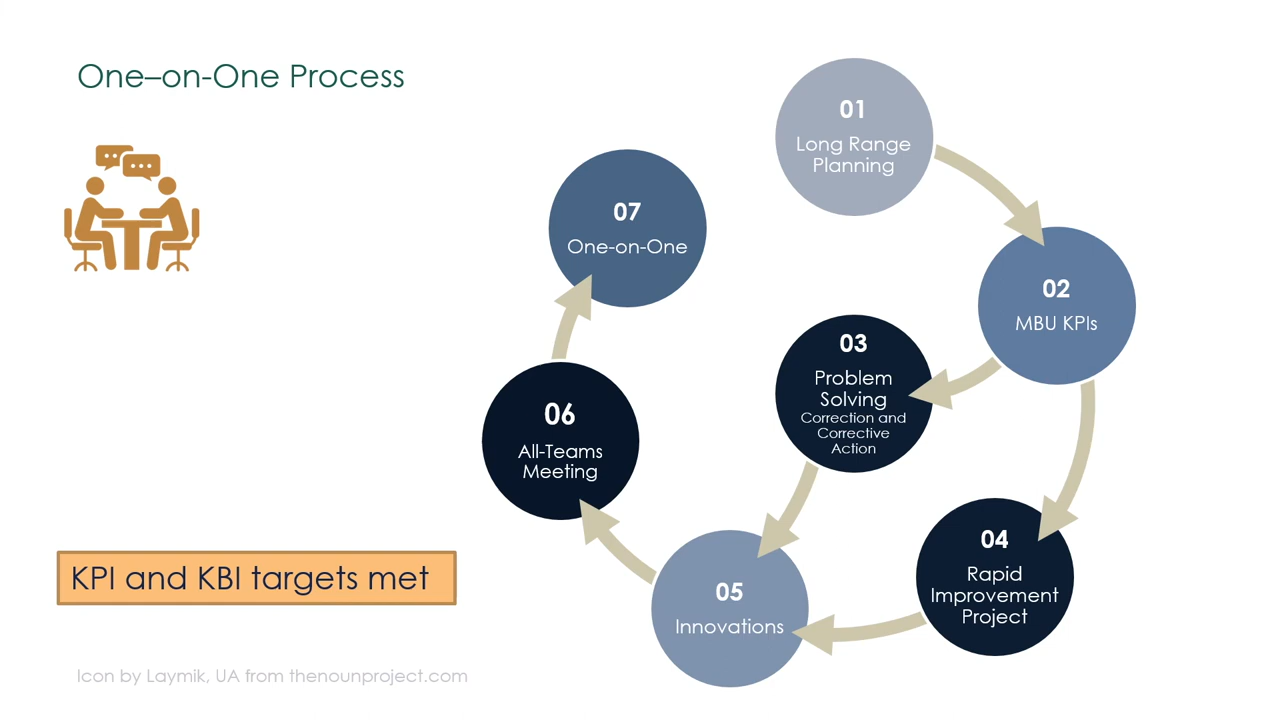 One–on-One Process
01
Long Range
Planning
02
MBU KPIs
03
Problem
Solving
Correction and
Corrective
Action
04
Rapid
Improvement
Project
05
Innovations
06
All-Teams
Meeting
07
One-on-One
KPI and KBI targets met
Icon by Laymik, UA from thenounproject.com